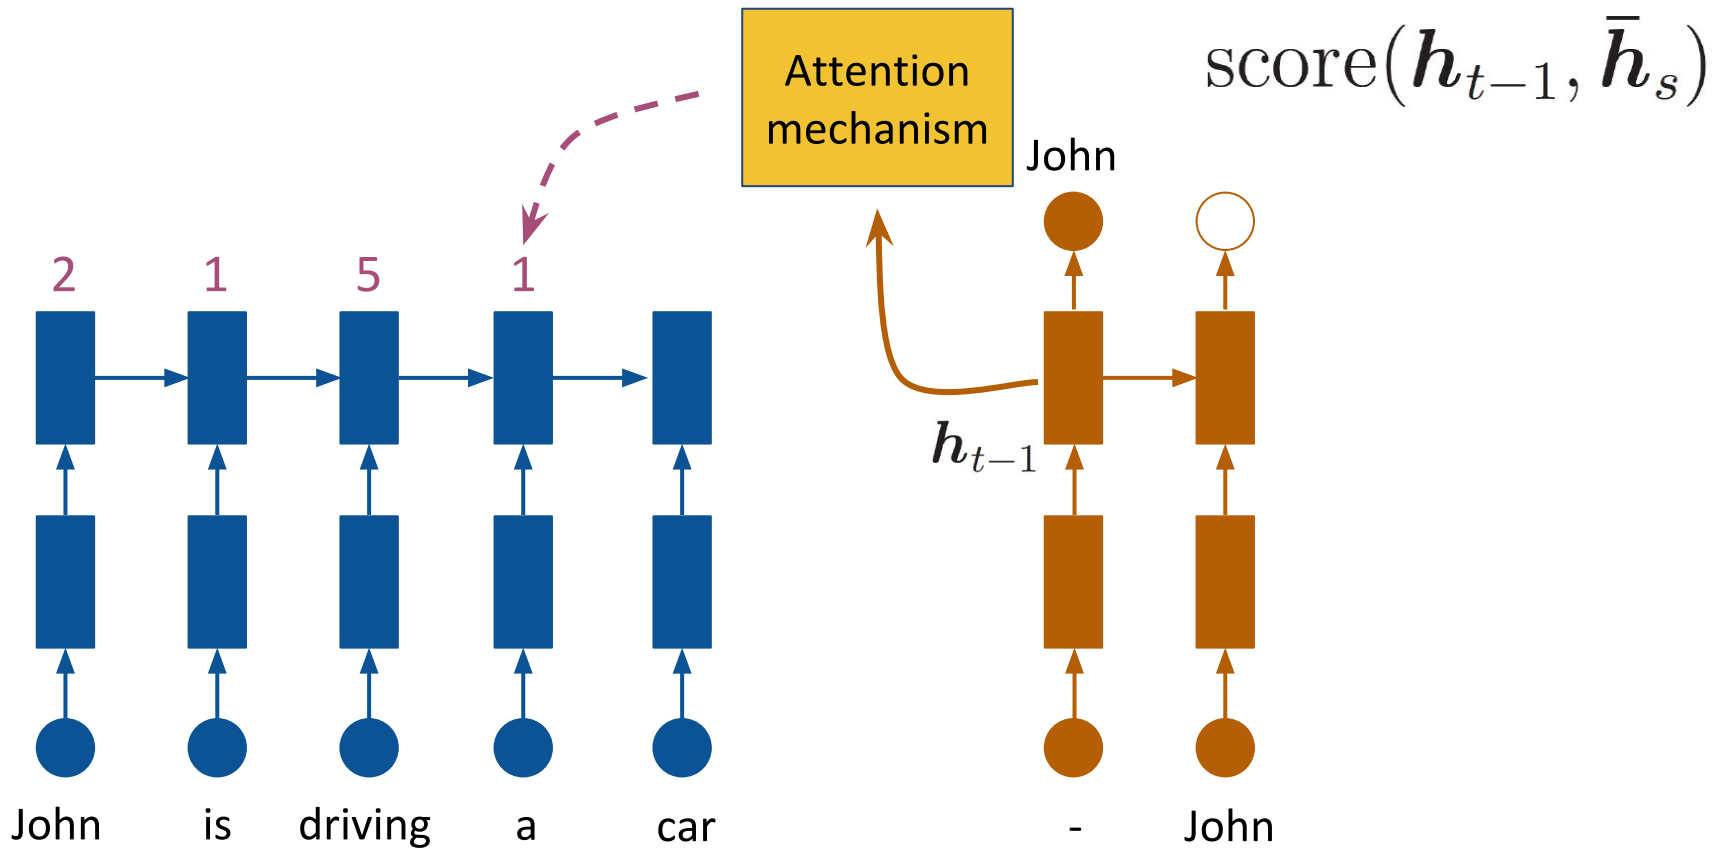 Attention
mechanism
score(h_{t−1}, h̄_s)
John
2 1 5 1
h_{t−1}
John is driving a car - John